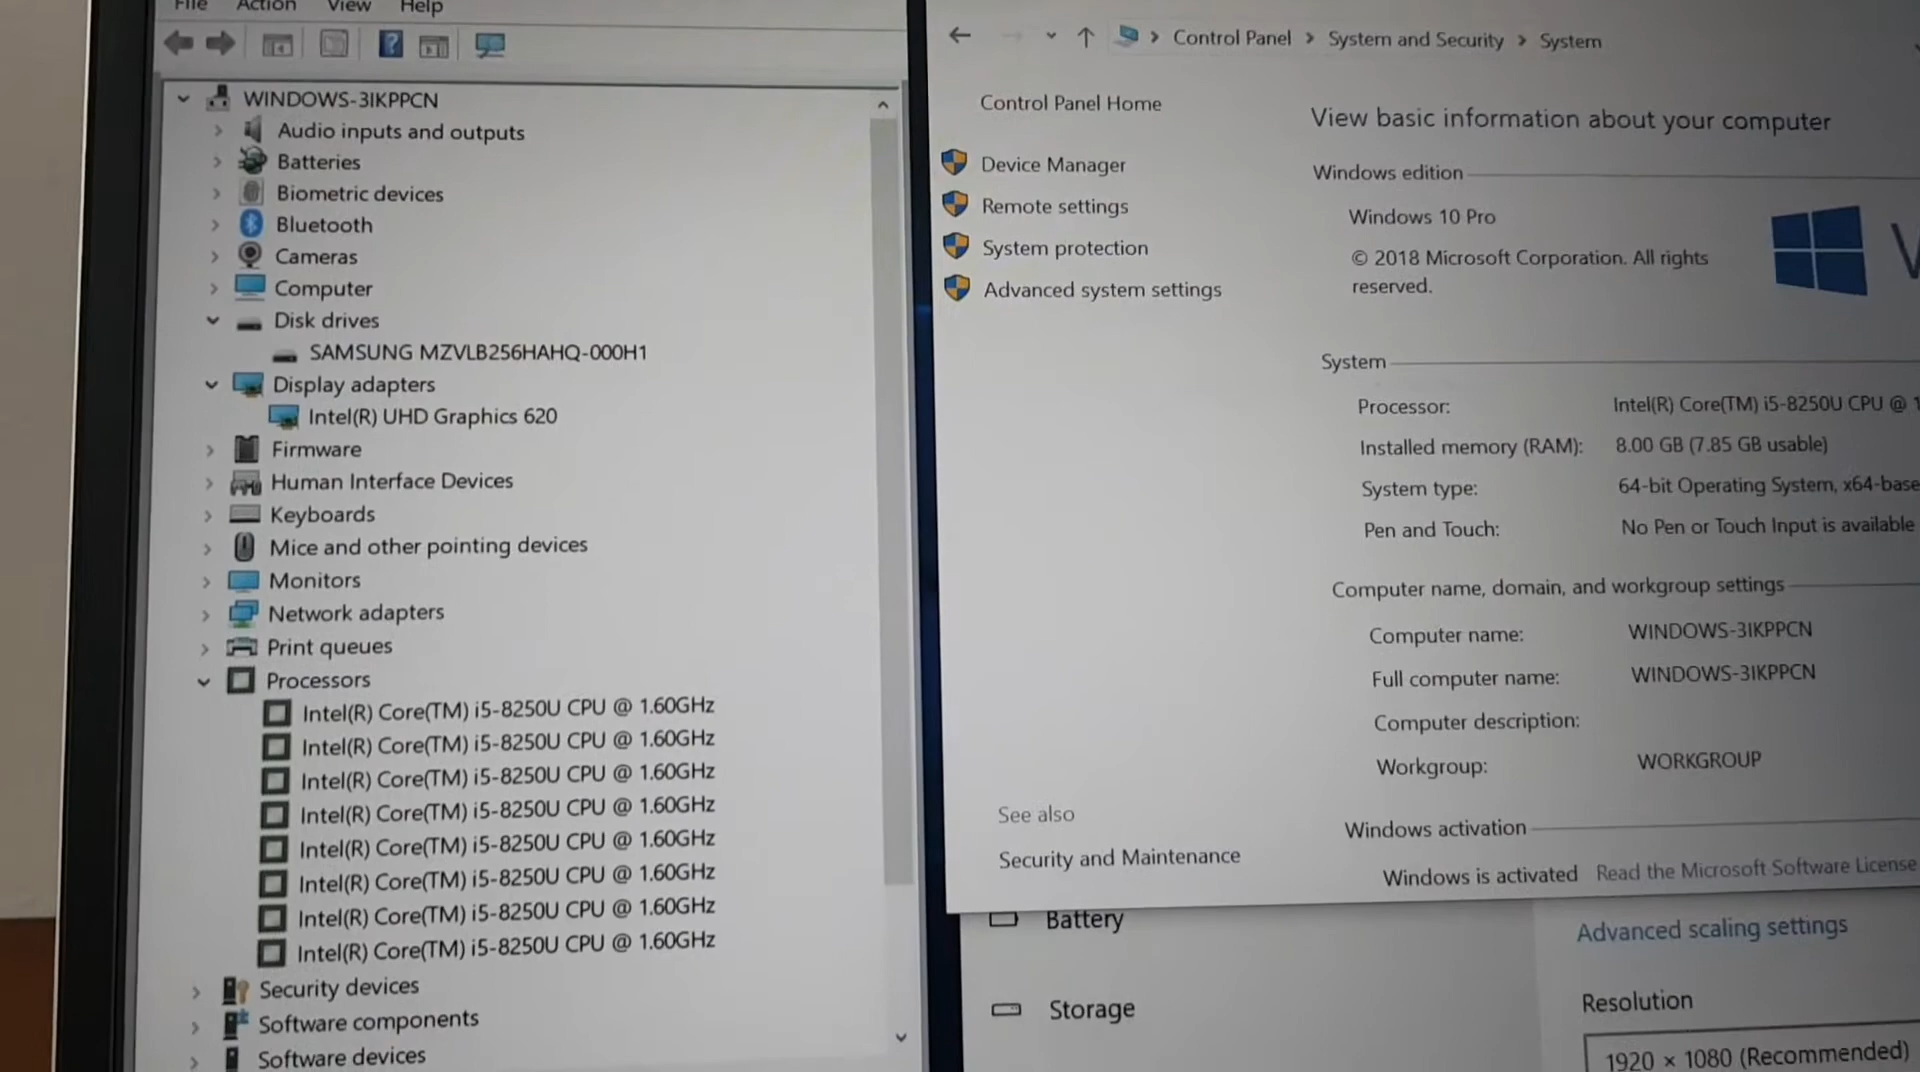 File Action View Help
WINDOWS-3IKPPCN
Audio inputs and outputs
Batteries
Biometric devices
Bluetooth
Cameras
Computer
Disk drives
SAMSUNG MZVLB256HAHQ-000H1
Display adapters
Intel(R) UHD Graphics 620
Firmware
Human Interface Devices
Keyboards
Mice and other pointing devices
Monitors
Network adapters
Print queues
Processors
Intel(R) Core(TM) i5-8250U CPU @ 1.60GHz
Intel(R) Core(TM) i5-8250U CPU @ 1.60GHz
Intel(R) Core(TM) i5-8250U CPU @ 1.60GHz
Intel(R) Core(TM) i5-8250U CPU @ 1.60GHz
Intel(R) Core(TM) i5-8250U CPU @ 1.60GHz
Intel(R) Core(TM) i5-8250U CPU @ 1.60GHz
Intel(R) Core(TM) i5-8250U CPU @ 1.60GHz
Intel(R) Core(TM) i5-8250U CPU @ 1.60GHz
Security devices
Software components
Software devices
Control Panel > System and Security > System
Control Panel Home
Device Manager
Remote settings
System protection
Advanced system settings
See also
Security and Maintenance
View basic information about your computer
Windows edition
Windows 10 Pro
© 2018 Microsoft Corporation. All rights
reserved.
System
Processor: Intel(R) Core(TM) i5-8250U CPU @ 1
Installed memory (RAM): 8.00 GB (7.85 GB usable)
System type: 64-bit Operating System, x64-base
Pen and Touch: No Pen or Touch Input is available
Computer name, domain, and workgroup settings
Computer name: WINDOWS-3IKPPCN
Full computer name: WINDOWS-3IKPPCN
Computer description:
Workgroup: WORKGROUP
Windows activation
Windows is activated Read the Microsoft Software License
Battery
Storage
Advanced scaling settings
Resolution
1920 × 1080 (Recommended)